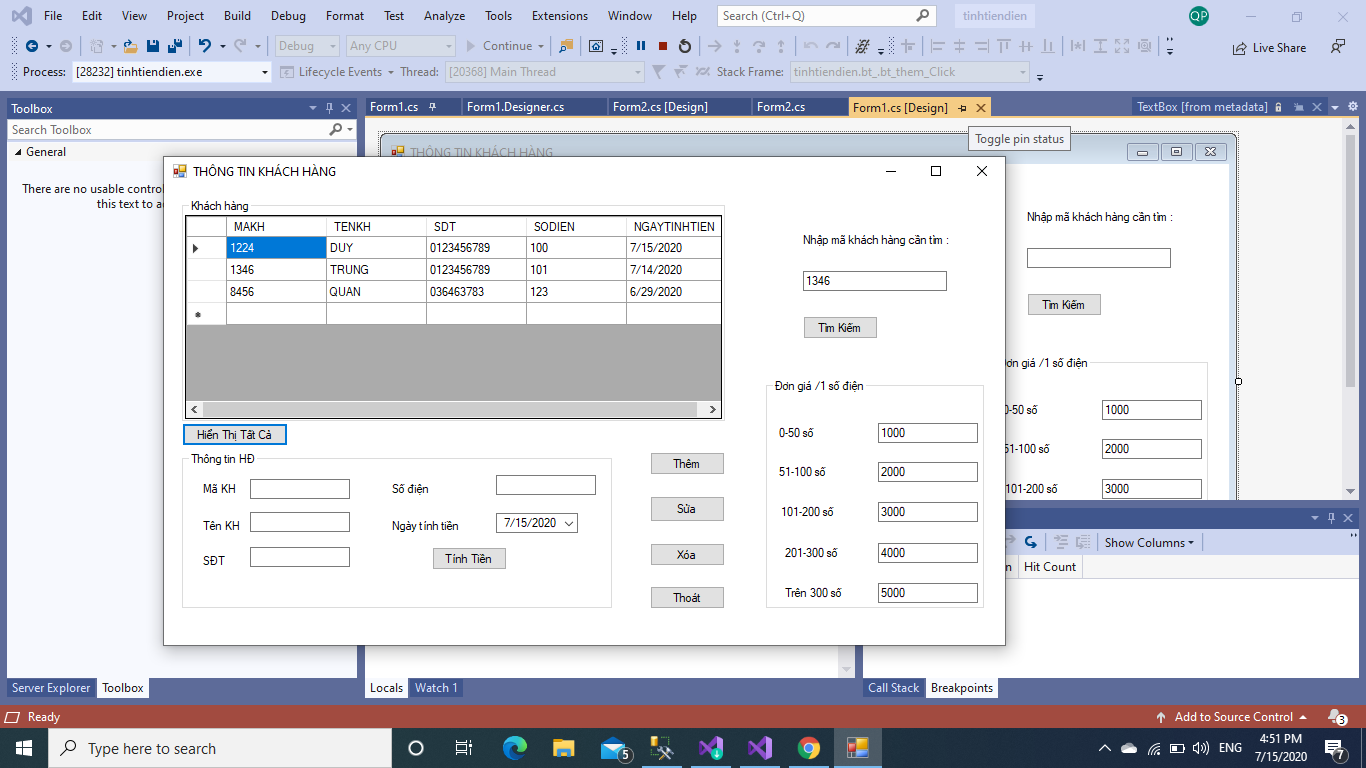 File Edit View Project Build Debug Format Test Analyze Tools Extensions Window Help Search (Ctrl+Q) tinhtiendien QP
Debug Any CPU Continue Live Share
Process: [28232] tinhtiendien.exe Lifecycle Events Thread: [20368] Main Thread Stack Frame: tinhtiendien.bt_.bt_them_Click
Toolbox
Form1.cs Form1.Designer.cs Form2.cs [Design] Form2.cs Form1.cs [Design] TextBox [from metadata]
Search Toolbox
Toggle pin status
General
THÔNG TIN KHÁCH HÀNG
There are no usable control
this text to a
THÔNG TIN KHÁCH HÀNG
Khách hàng
MAKH TENKH SDT SODIEN NGAYTINHTIEN
1224 DUY 0123456789 100 7/15/2020
1346 TRUNG 0123456789 101 7/14/2020
8456 QUAN 036463783 123 6/29/2020
Hiển Thị Tất Cả
Nhập mã khách hàng cần tìm :
1346
Tìm Kiếm
Thông tin HĐ
Mã KH
Tên KH
SĐT
Số điện
Ngày tính tiền 7/15/2020
Tính Tiền
Thêm
Sửa
Xóa
Thoát
Đơn giá /1 số điện
0-50 số 1000
51-100 số 2000
101-200 số 3000
201-300 số 4000
Trên 300 số 5000
Nhập mã khách hàng cần tìm :
Tìm Kiếm
ơn giá /1 số điện
0-50 số 1000
51-100 số 2000
101-200 số 3000
Show Columns
n Hit Count
Server Explorer Toolbox Locals Watch 1 Call Stack Breakpoints
Ready Add to Source Control 3
Type here to search 5 ENG 4:51 PM
7/15/2020 7